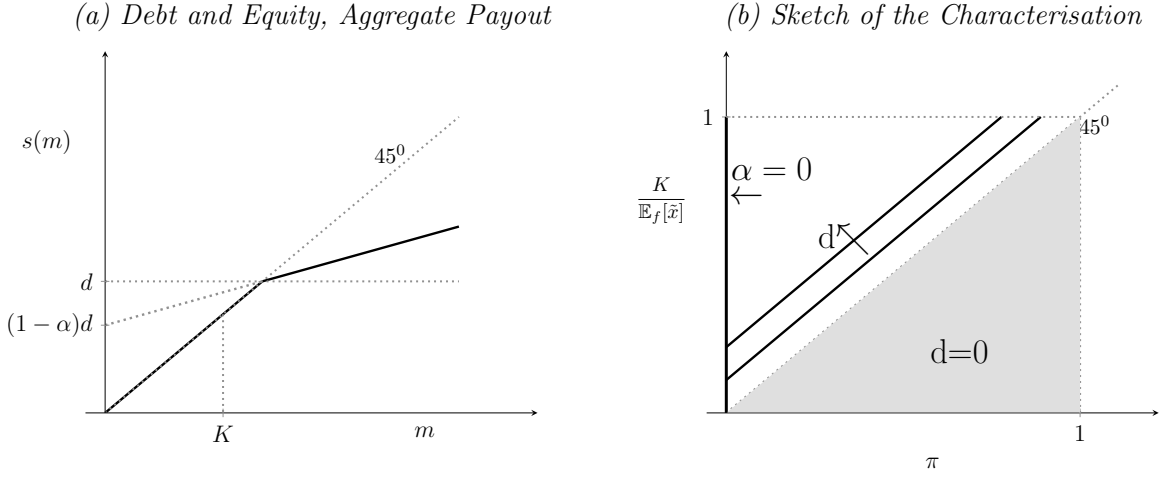 (a) Debt and Equity, Aggregate Payout
s(m)
45⁰
d
(1 − α)d
K
m
(b) Sketch of the Characterisation
1
45⁰
α = 0
←
K
𝔼_f[x̃]
d
d=0
1
π